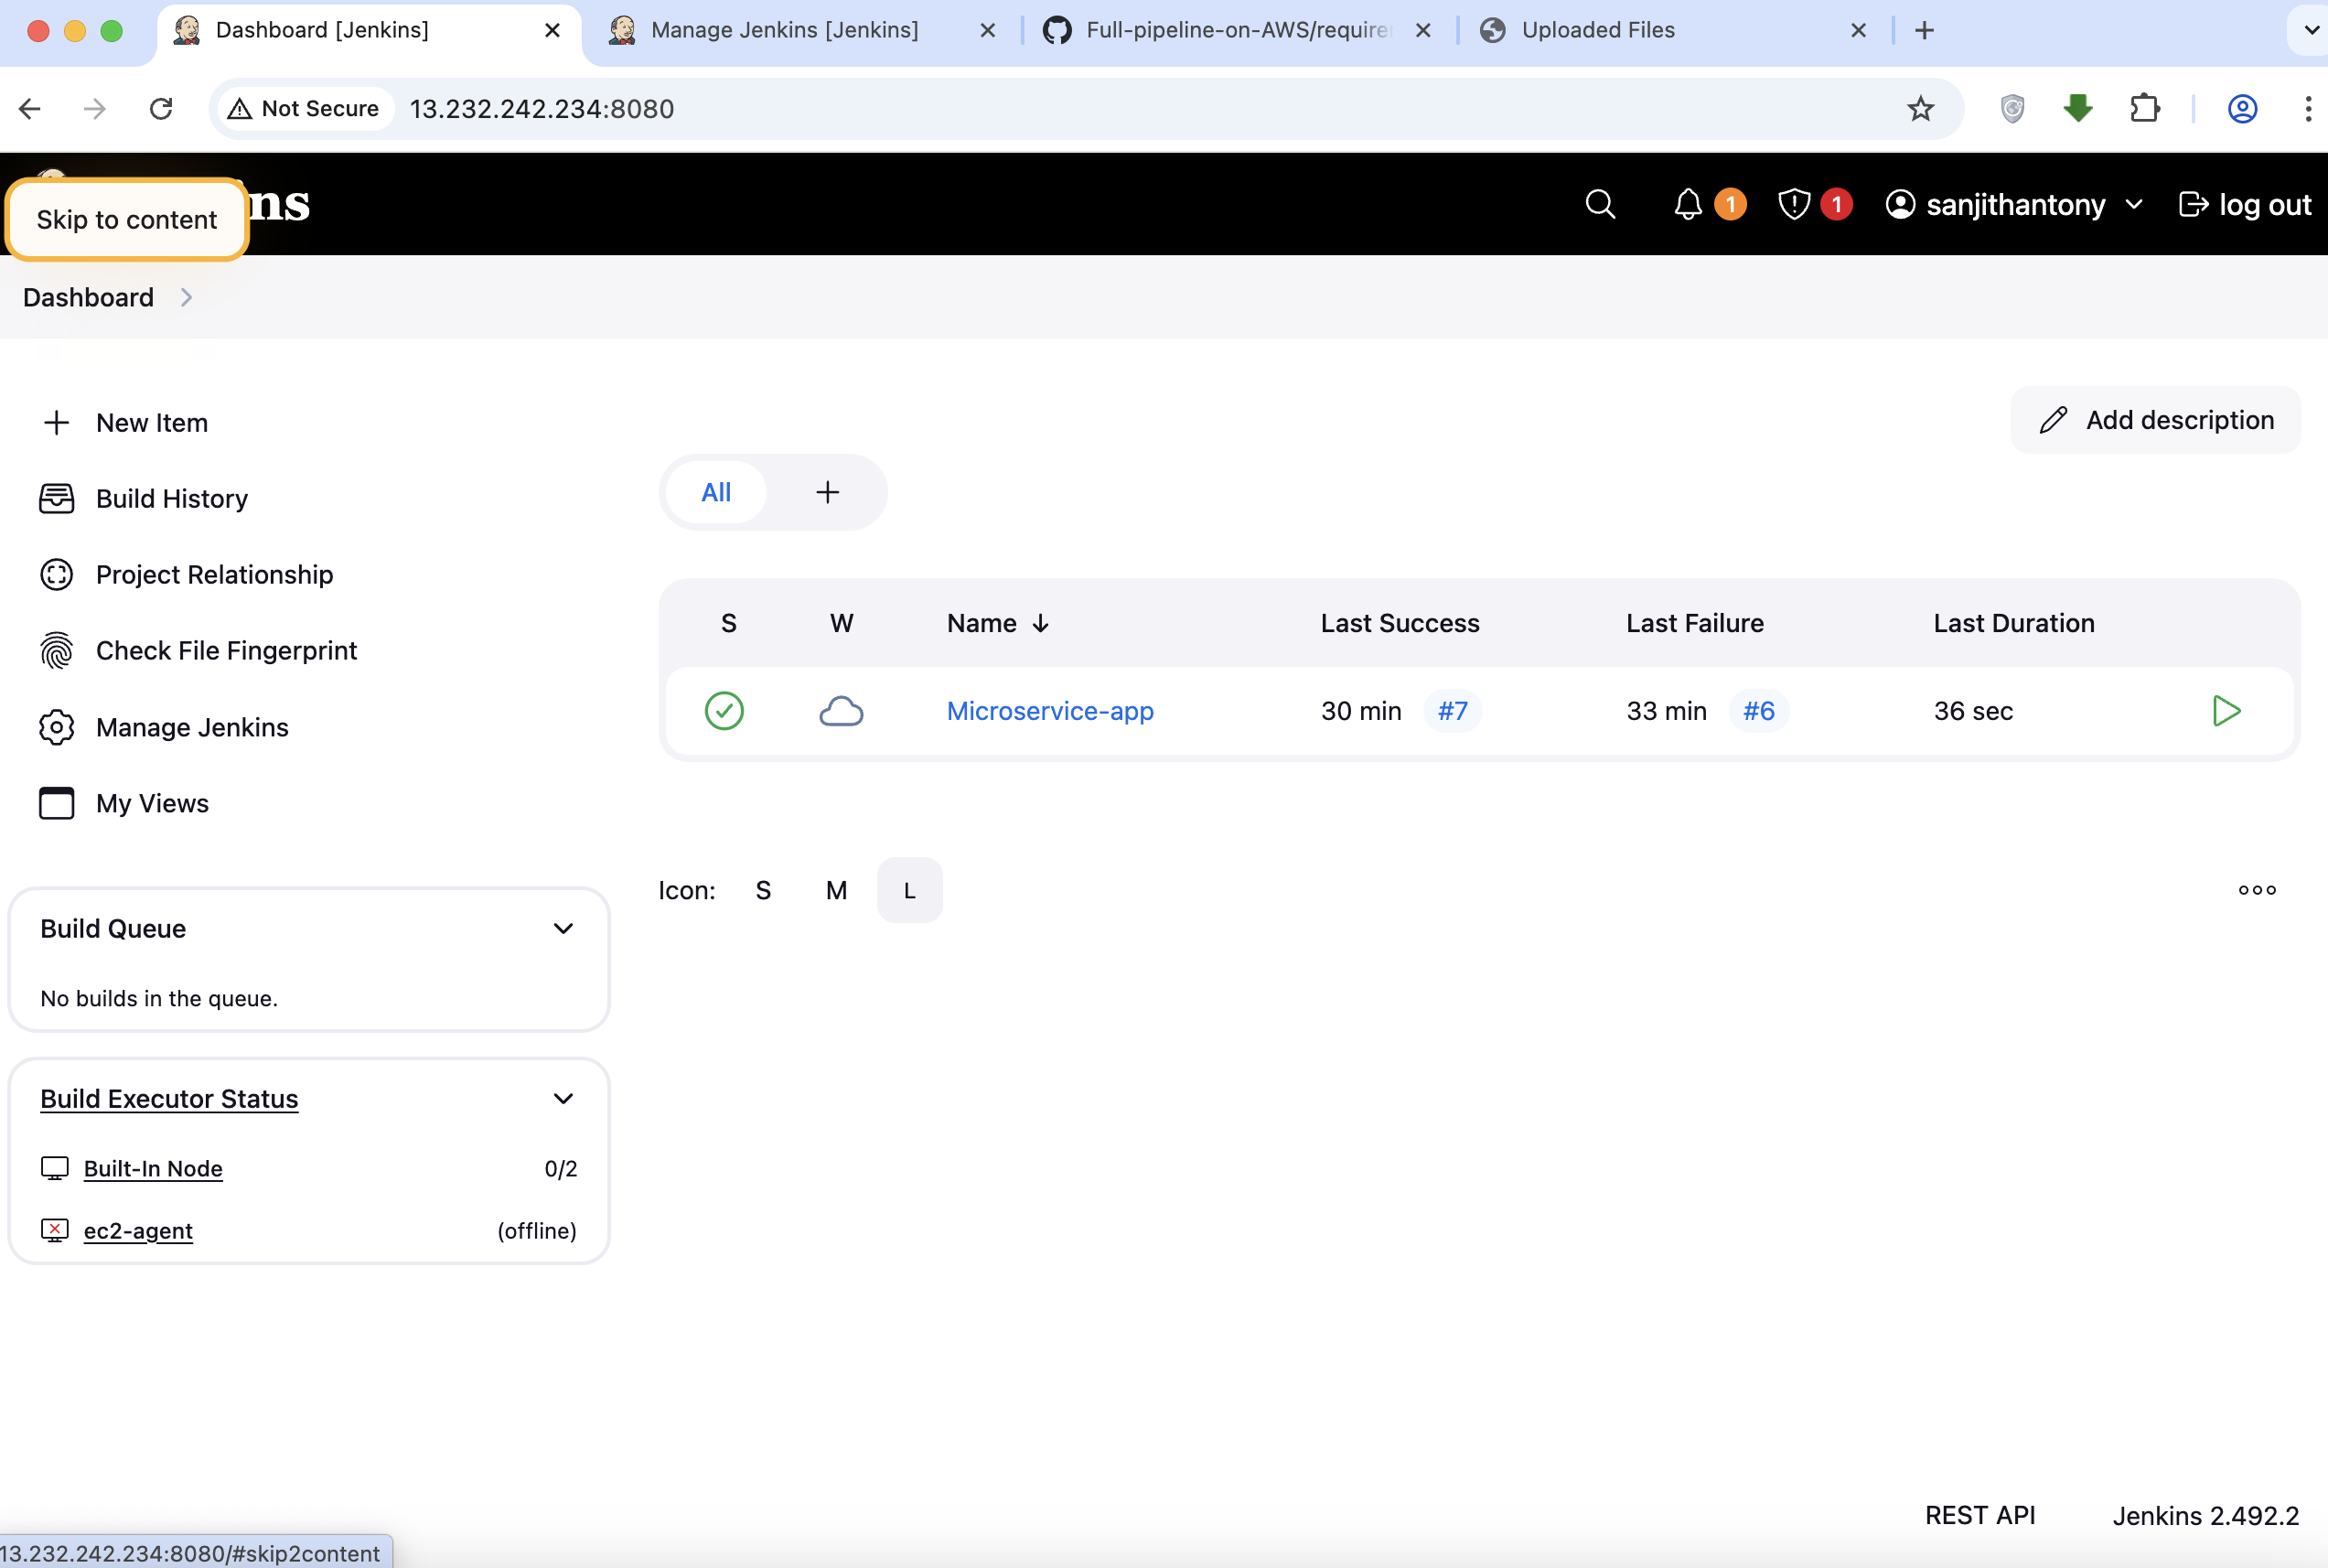 Dashboard [Jenkins]
Manage Jenkins [Jenkins]
Full-pipeline-on-AWS/require
Uploaded Files
Not Secure
13.232.242.234:8080
Skip to content
ns
1
1
sanjithantony
log out
Dashboard
New Item
Build History
Project Relationship
Check File Fingerprint
Manage Jenkins
My Views
Add description
All
S W Name ↓ Last Success Last Failure Last Duration
Microservice-app 30 min #7 33 min #6 36 sec
Icon: S M L
Build Queue
No builds in the queue.
Build Executor Status
Built-In Node 0/2
ec2-agent (offline)
REST API Jenkins 2.492.2
13.232.242.234:8080/#skip2content